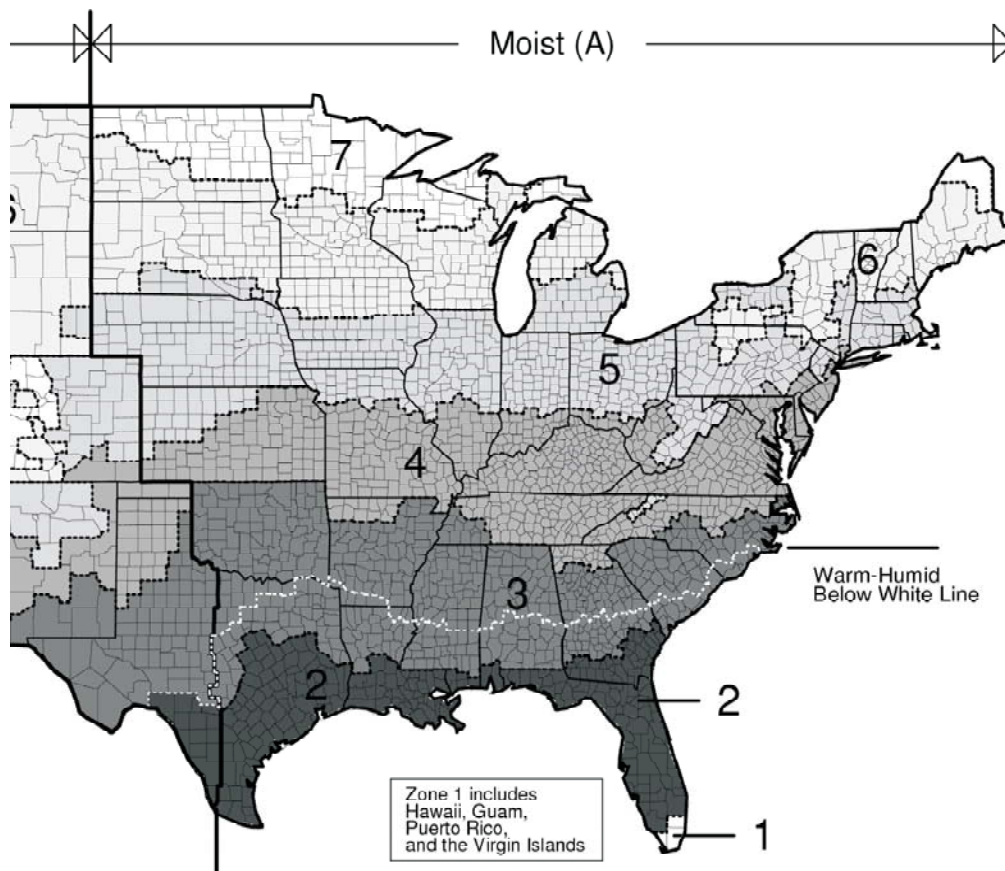 Moist (A)
7
6
5
4
3
2
2
1
Warm-Humid
Below White Line
Zone 1 includes
Hawaii, Guam,
Puerto Rico,
and the Virgin Islands